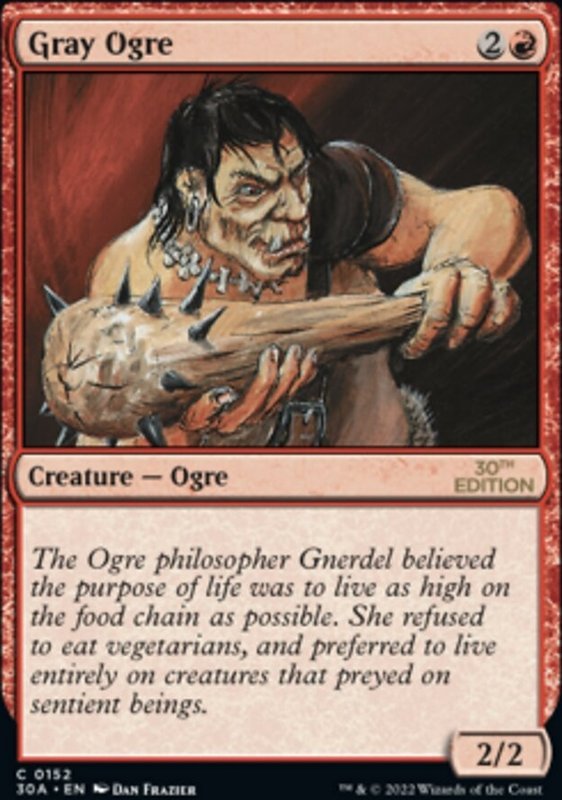 Gray Ogre 2
Creature — Ogre
30TH
EDITION
The Ogre philosopher Gnerdel believed
the purpose of life was to live as high on
the food chain as possible. She refused
to eat vegetarians, and preferred to live
entirely on creatures that preyed on
sentient beings.
2/2
C 0152
30A • EN Dan Frazier
™ & © 2022 Wizards of the Coast